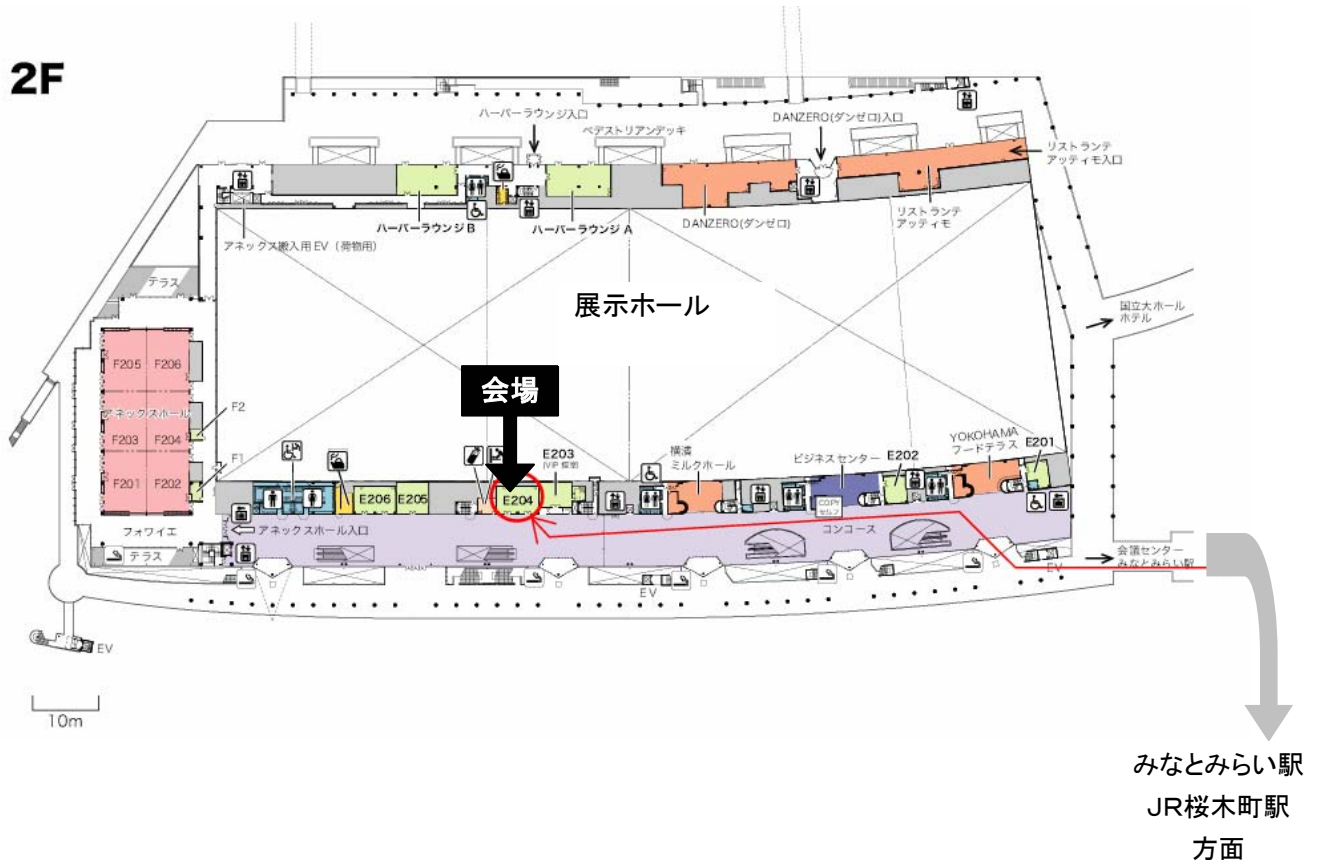 2F
ハーバーラウンジ入口
ペデストリアンデッキ
DANZERO(ダンゼロ)入口
リストランテ
アッティモ入口
ハーバーラウンジ B
ハーバーラウンジ A
DANZERO(ダンゼロ)
リストランテ
アッティモ
アネックス搬入用 EV(荷物用)
テラス
展示ホール
国立大ホール
ホテル
会場
F205
F206
アネックスホール
F203
F204
F201
F202
F2
F1
E206
E205
E204
E203
横濱
ミルクホール
ビジネスセンター
COPY
セルフ
E202
YOKOHAMA
フードテラス
E201
フォワイエ
アネックスホール入口
コンコース
テラス
会議センター
みなとみらい駅
EV
EV
EV
10m
みなとみらい駅
JR桜木町駅
方面